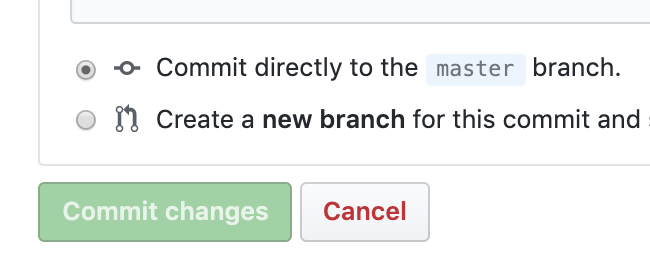 Commit directly to the master branch.
Create a new branch for this commit and
Commit changes
Cancel